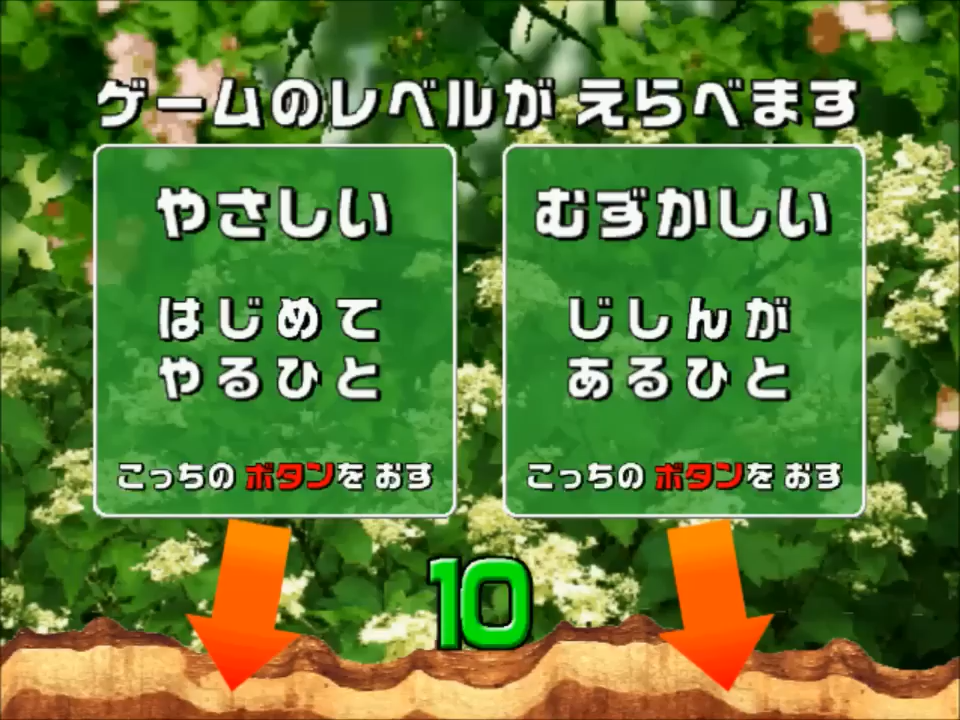 ゲームのレベルが えらべます
やさしい
はじめて
やるひと
こっちの ボタンを おす
むずかしい
じしんが
あるひと
こっちの ボタンを おす
10